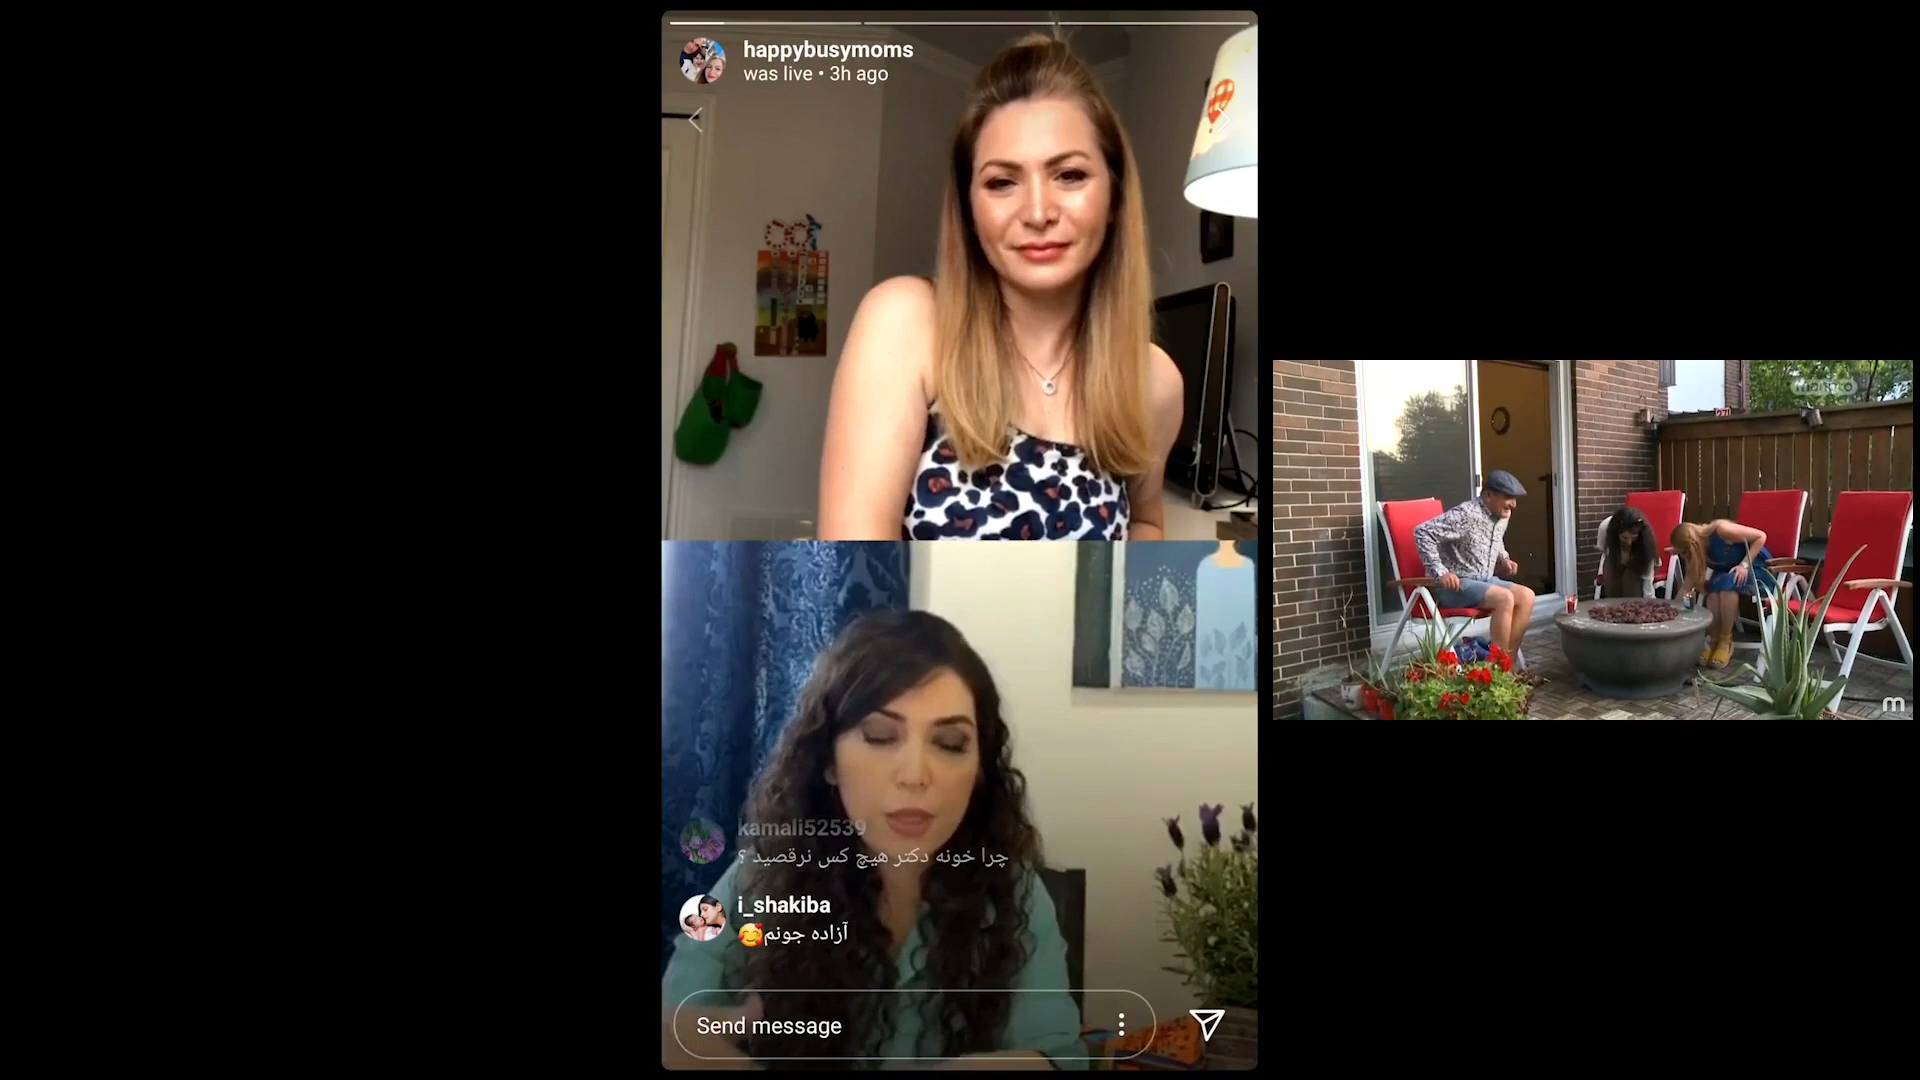 happybusymoms
was live • 3h ago
kamali52539
چرا خونه دکتر هیچ کس نرقصید ؟
i_shakiba
آزاده جونم🥰
Send message
m